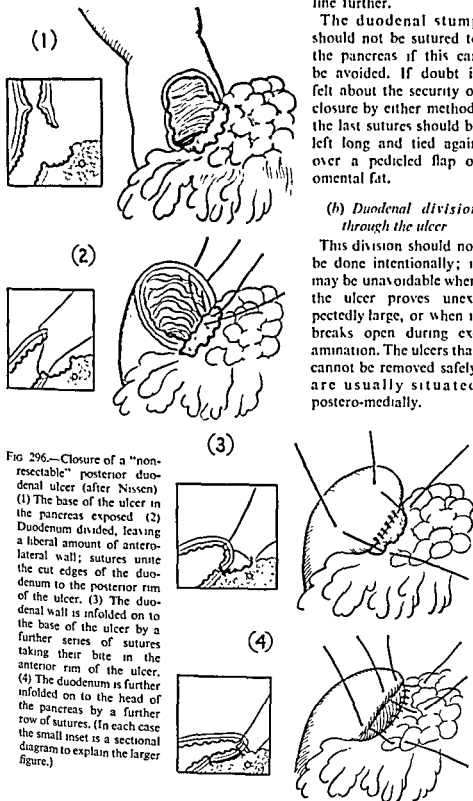 (1)
line further.
The duodenal stump
should not be sutured to
the pancreas if this can
be avoided. If doubt i
felt about the security o
closure by either method
the last sutures should b
left long and tied again
over a pedicled flap o
omental fat.
(b) Duodenal division
through the ulcer
This division should no
be done intentionally; i
may be unavoidable when
the ulcer proves unex-
pectedly large, or when i
breaks open during ex-
amination. The ulcers tha
cannot be removed safely
are usually situated
postero-medially.
(2)
(3)
FIG 296.—Closure of a "non-
resectable" posterior duo-
denal ulcer (after Nissen)
(1) The base of the ulcer in
the pancreas exposed (2)
Duodenum divided, leaving
a liberal amount of antero-
lateral wall; sutures unite
the cut edges of the duo-
denum to the posterior rim
of the ulcer. (3) The duo-
denal wall is infolded on to
the base of the ulcer by a
further series of sutures
taking their bite in the
anterior rim of the ulcer.
(4) The duodenum is further
infolded on to the head of
the pancreas by a further
row of sutures. (In each case
the small inset is a sectional
diagram to explain the larger
figure.)
(4)